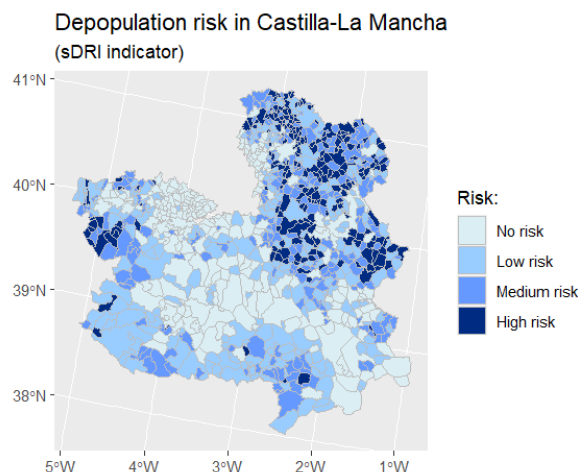 Depopulation risk in Castilla-La Mancha
(sDRI indicator)
41°N
40°N
39°N
38°N
5°W
4°W
3°W
2°W
1°W
Risk:
No risk
Low risk
Medium risk
High risk